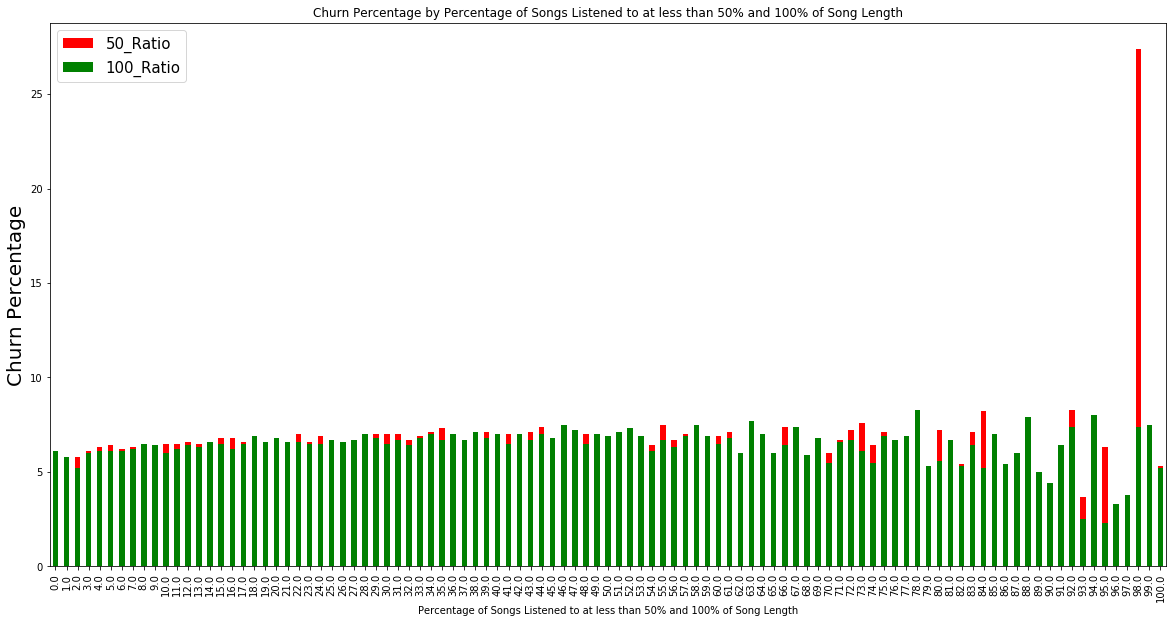 Churn Percentage by Percentage of Songs Listened to at less than 50% and 100% of Song Length
50_Ratio
100_Ratio
Churn Percentage
25
20
15
10
5
0
0.0 1.0 2.0 3.0 4.0 5.0 6.0 7.0 8.0 9.0 10.0 11.0 12.0 13.0 14.0 15.0 16.0 17.0 18.0 19.0 20.0 21.0 22.0 23.0 24.0 25.0 26.0 27.0 28.0 29.0 30.0 31.0 32.0 33.0 34.0 35.0 36.0 37.0 38.0 39.0 40.0 41.0 42.0 43.0 44.0 45.0 46.0 47.0 48.0 49.0 50.0 51.0 52.0 53.0 54.0 55.0 56.0 57.0 58.0 59.0 60.0 61.0 62.0 63.0 64.0 65.0 66.0 67.0 68.0 69.0 70.0 71.0 72.0 73.0 74.0 75.0 76.0 77.0 78.0 79.0 80.0 81.0 82.0 83.0 84.0 85.0 86.0 87.0 88.0 89.0 90.0 91.0 92.0 93.0 94.0 95.0 96.0 97.0 98.0 99.0 100.0
Percentage of Songs Listened to at less than 50% and 100% of Song Length